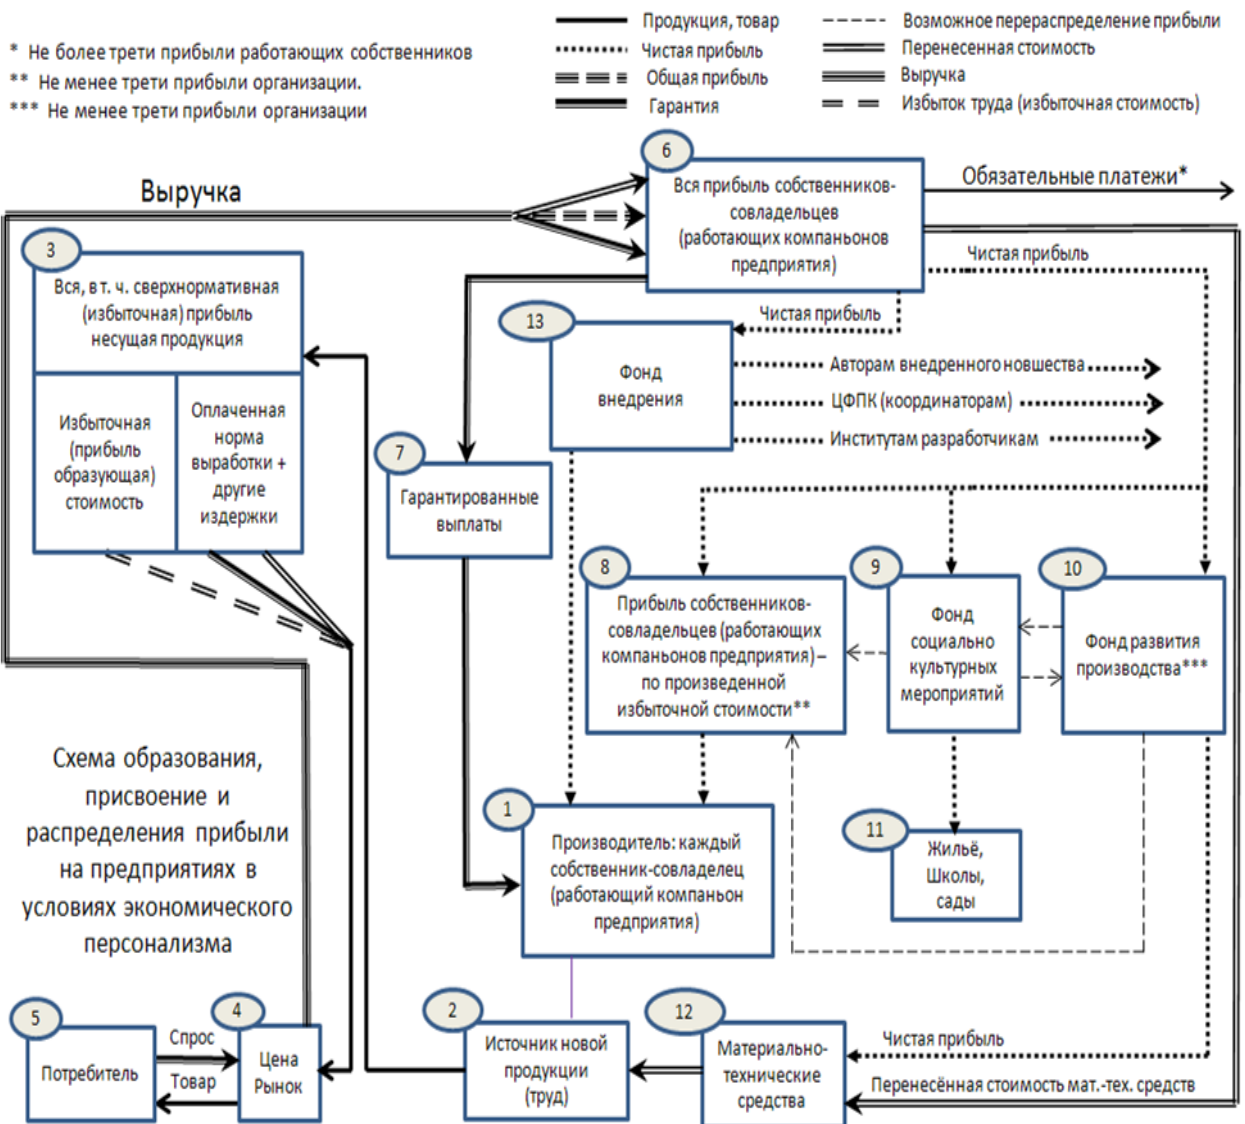 * Не более трети прибыли работающих собственников
** Не менее трети прибыли организации.
*** Не менее трети прибыли организации
Продукция, товар
Чистая прибыль
Общая прибыль
Гарантия
Возможное перераспределение прибыли
Перенесенная стоимость
Выручка
Избыток труда (избыточная стоимость)
Выручка
6
Вся прибыль собственников-
совладельцев
(работающих компаньонов
предприятия)
Обязательные платежи*
Чистая прибыль
3
Вся, в т. ч. сверхнормативная
(избыточная) прибыль
несущая продукция
Избыточная
(прибыль
образующая)
стоимость
Оплаченная
норма
выработки +
другие
издержки
13
Фонд
внедрения
Чистая прибыль
Авторам внедренного новшества
ЦФПК (координаторам)
Институтам разработчикам
7
Гарантированные
выплаты
8
Прибыль собственников-
совладельцев (работающих
компаньонов предприятия) –
по произведенной
избыточной стоимости**
9
Фонд
социально
культурных
мероприятий
10
Фонд развития
производства***
Схема образования,
присвоение и
распределения прибыли
на предприятиях в
условиях экономического
персонализма
1
Производитель: каждый
собственник-совладелец
(работающий компаньон
предприятия)
11
Жильё,
Школы,
сады
5
Потребитель
Спрос
Товар
4
Цена
Рынок
2
Источник новой
продукции
(труд)
12
Материально-
технические
средства
Чистая прибыль
Перенесённая стоимость мат.-тех. средств